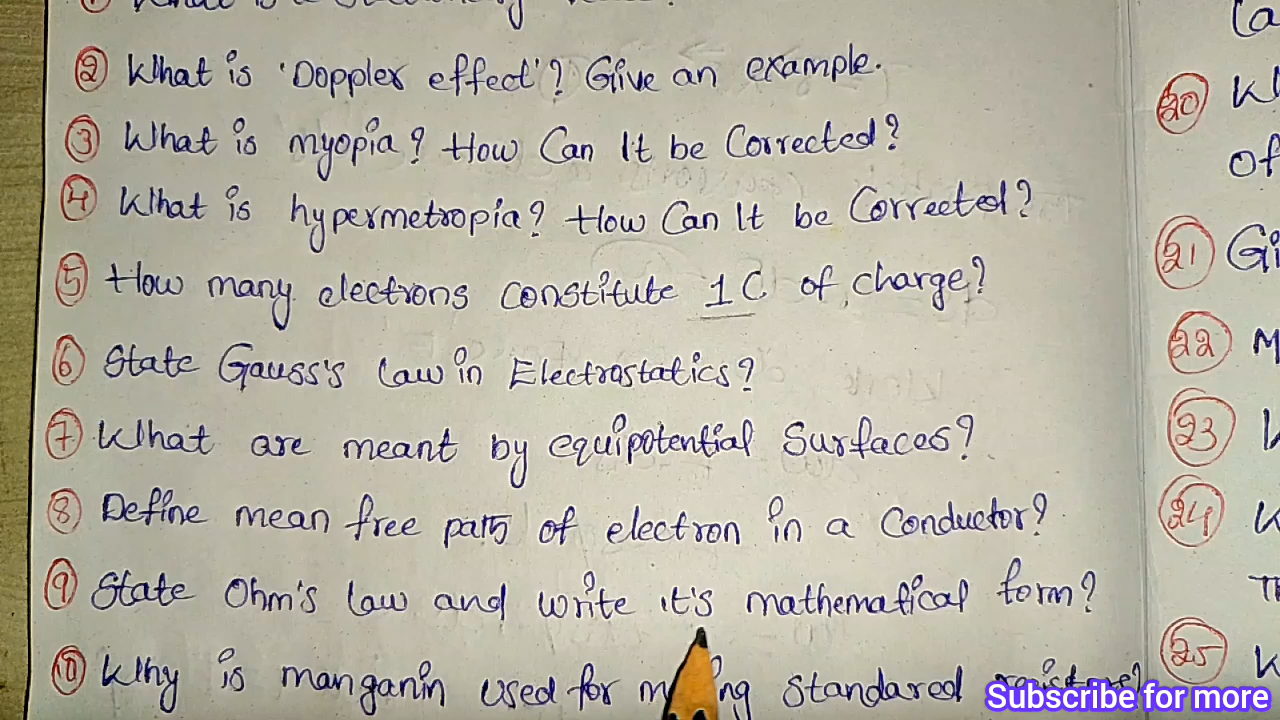 ② What is 'Doppler effect'? Give an example.
③ What is myopia? How Can It be Corrected?
④ What is hypermetropia? How Can It be Corrected?
⑤ How many electrons constitute 1C of charge?
⑥ State Gauss's law in Electrostatics?
⑦ What are meant by equipotential Surfaces?
⑧ Define mean free path of electron in a Conductor?
⑨ State Ohm's law and write it's mathematical form?
⑩ Why is manganin used for standared
(a
⑳
of
㉑ Gi
㉒ M
㉓
㉔
㉕
Subscribe for more